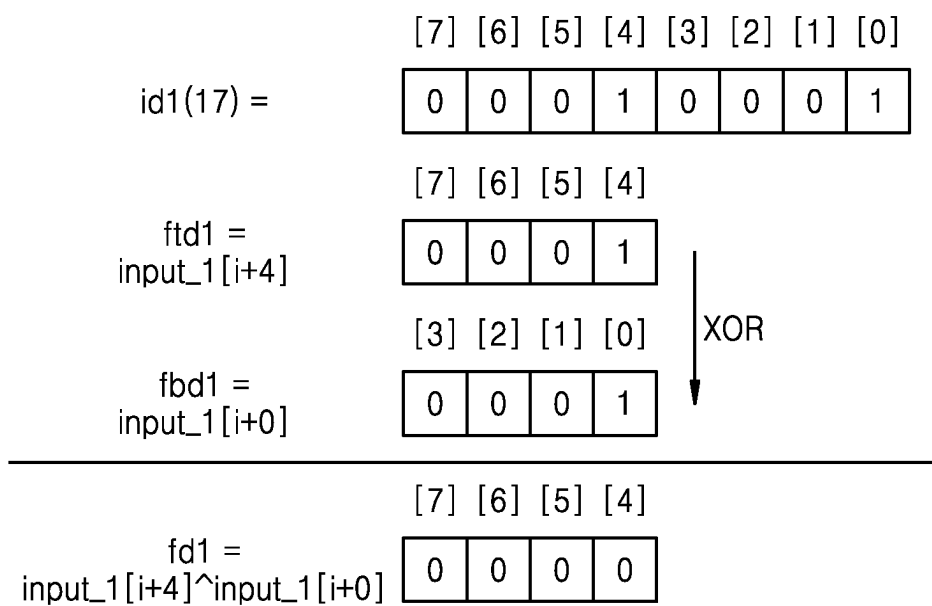 [7] [6] [5] [4] [3] [2] [1] [0]
id1(17) = 0 0 0 1 0 0 0 1
[7] [6] [5] [4]
ftd1 =
input_1[i+4]
0 0 0 1
XOR
[3] [2] [1] [0]
fbd1 =
input_1[i+0]
0 0 0 1
[7] [6] [5] [4]
fd1 =
input_1[i+4]^input_1[i+0]
0 0 0 0